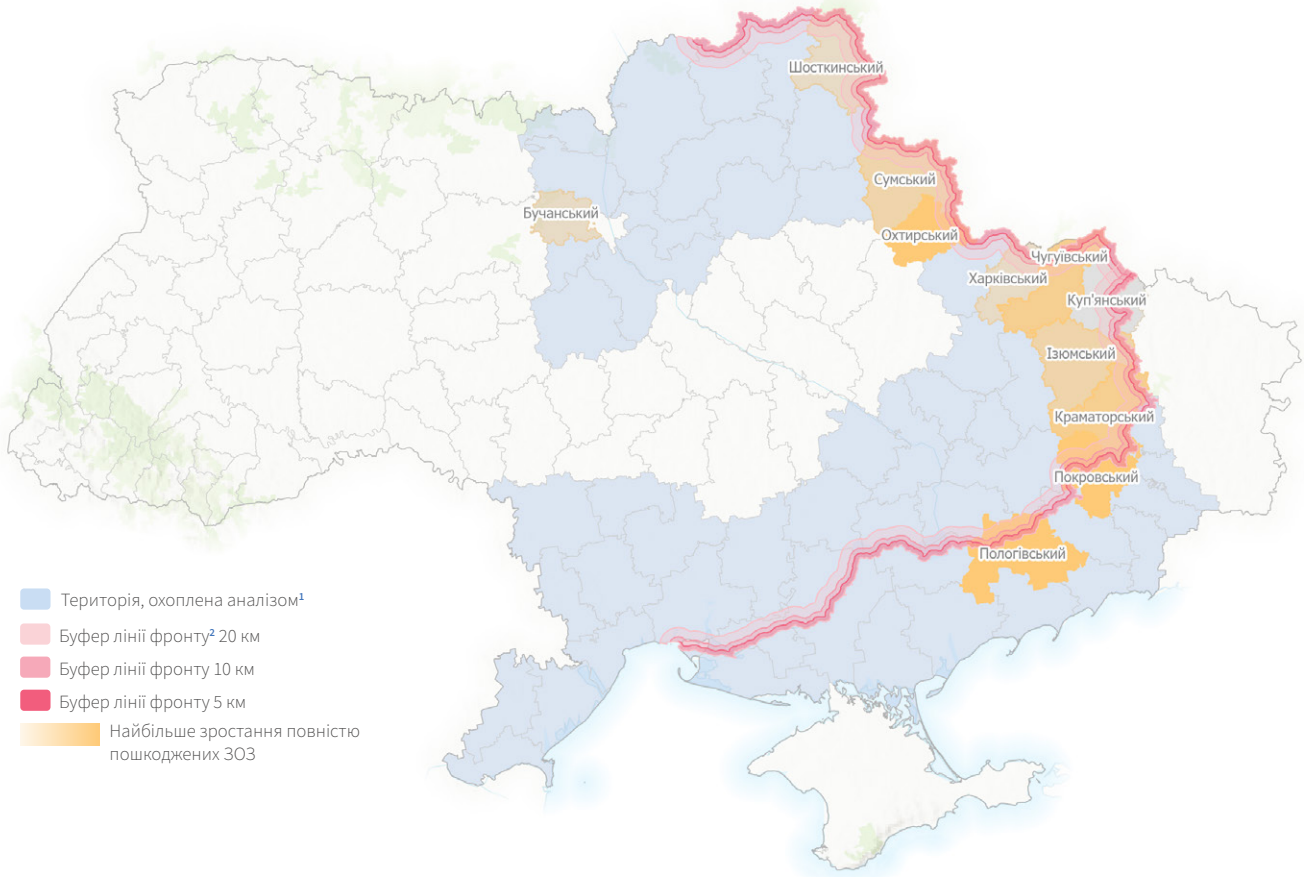 Шосткинський
Сумський
Бучанський
Охтирський
Чугуївський
Харківський
Куп'янський
Ізюмський
Краматорський
Покровський
Пологівський
Територія, охоплена аналізом¹
Буфер лінії фронту² 20 км
Буфер лінії фронту 10 км
Буфер лінії фронту 5 км
Найбільше зростання повністю
пошкоджених ЗОЗ